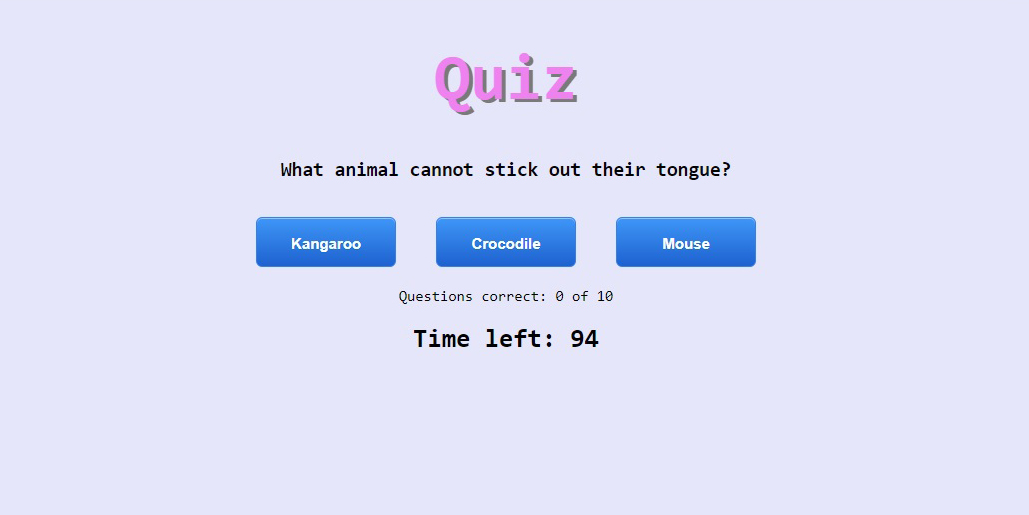 Quiz
What animal cannot stick out their tongue?
Kangaroo Crocodile Mouse
Questions correct: 0 of 10
Time left: 94